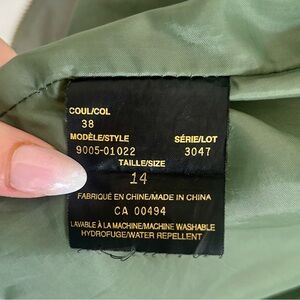 COUL/COL
38
MODÈLE/STYLE SÉRIE/LOT
9005-01022 3047
TAILLE/SIZE
14
FABRIQUÉ EN CHINE/MADE IN CHINA
CA 00494
LAVABLE À LA MACHINE/MACHINE WASHABLE
HYDROFUGE/WATER REPELLENT